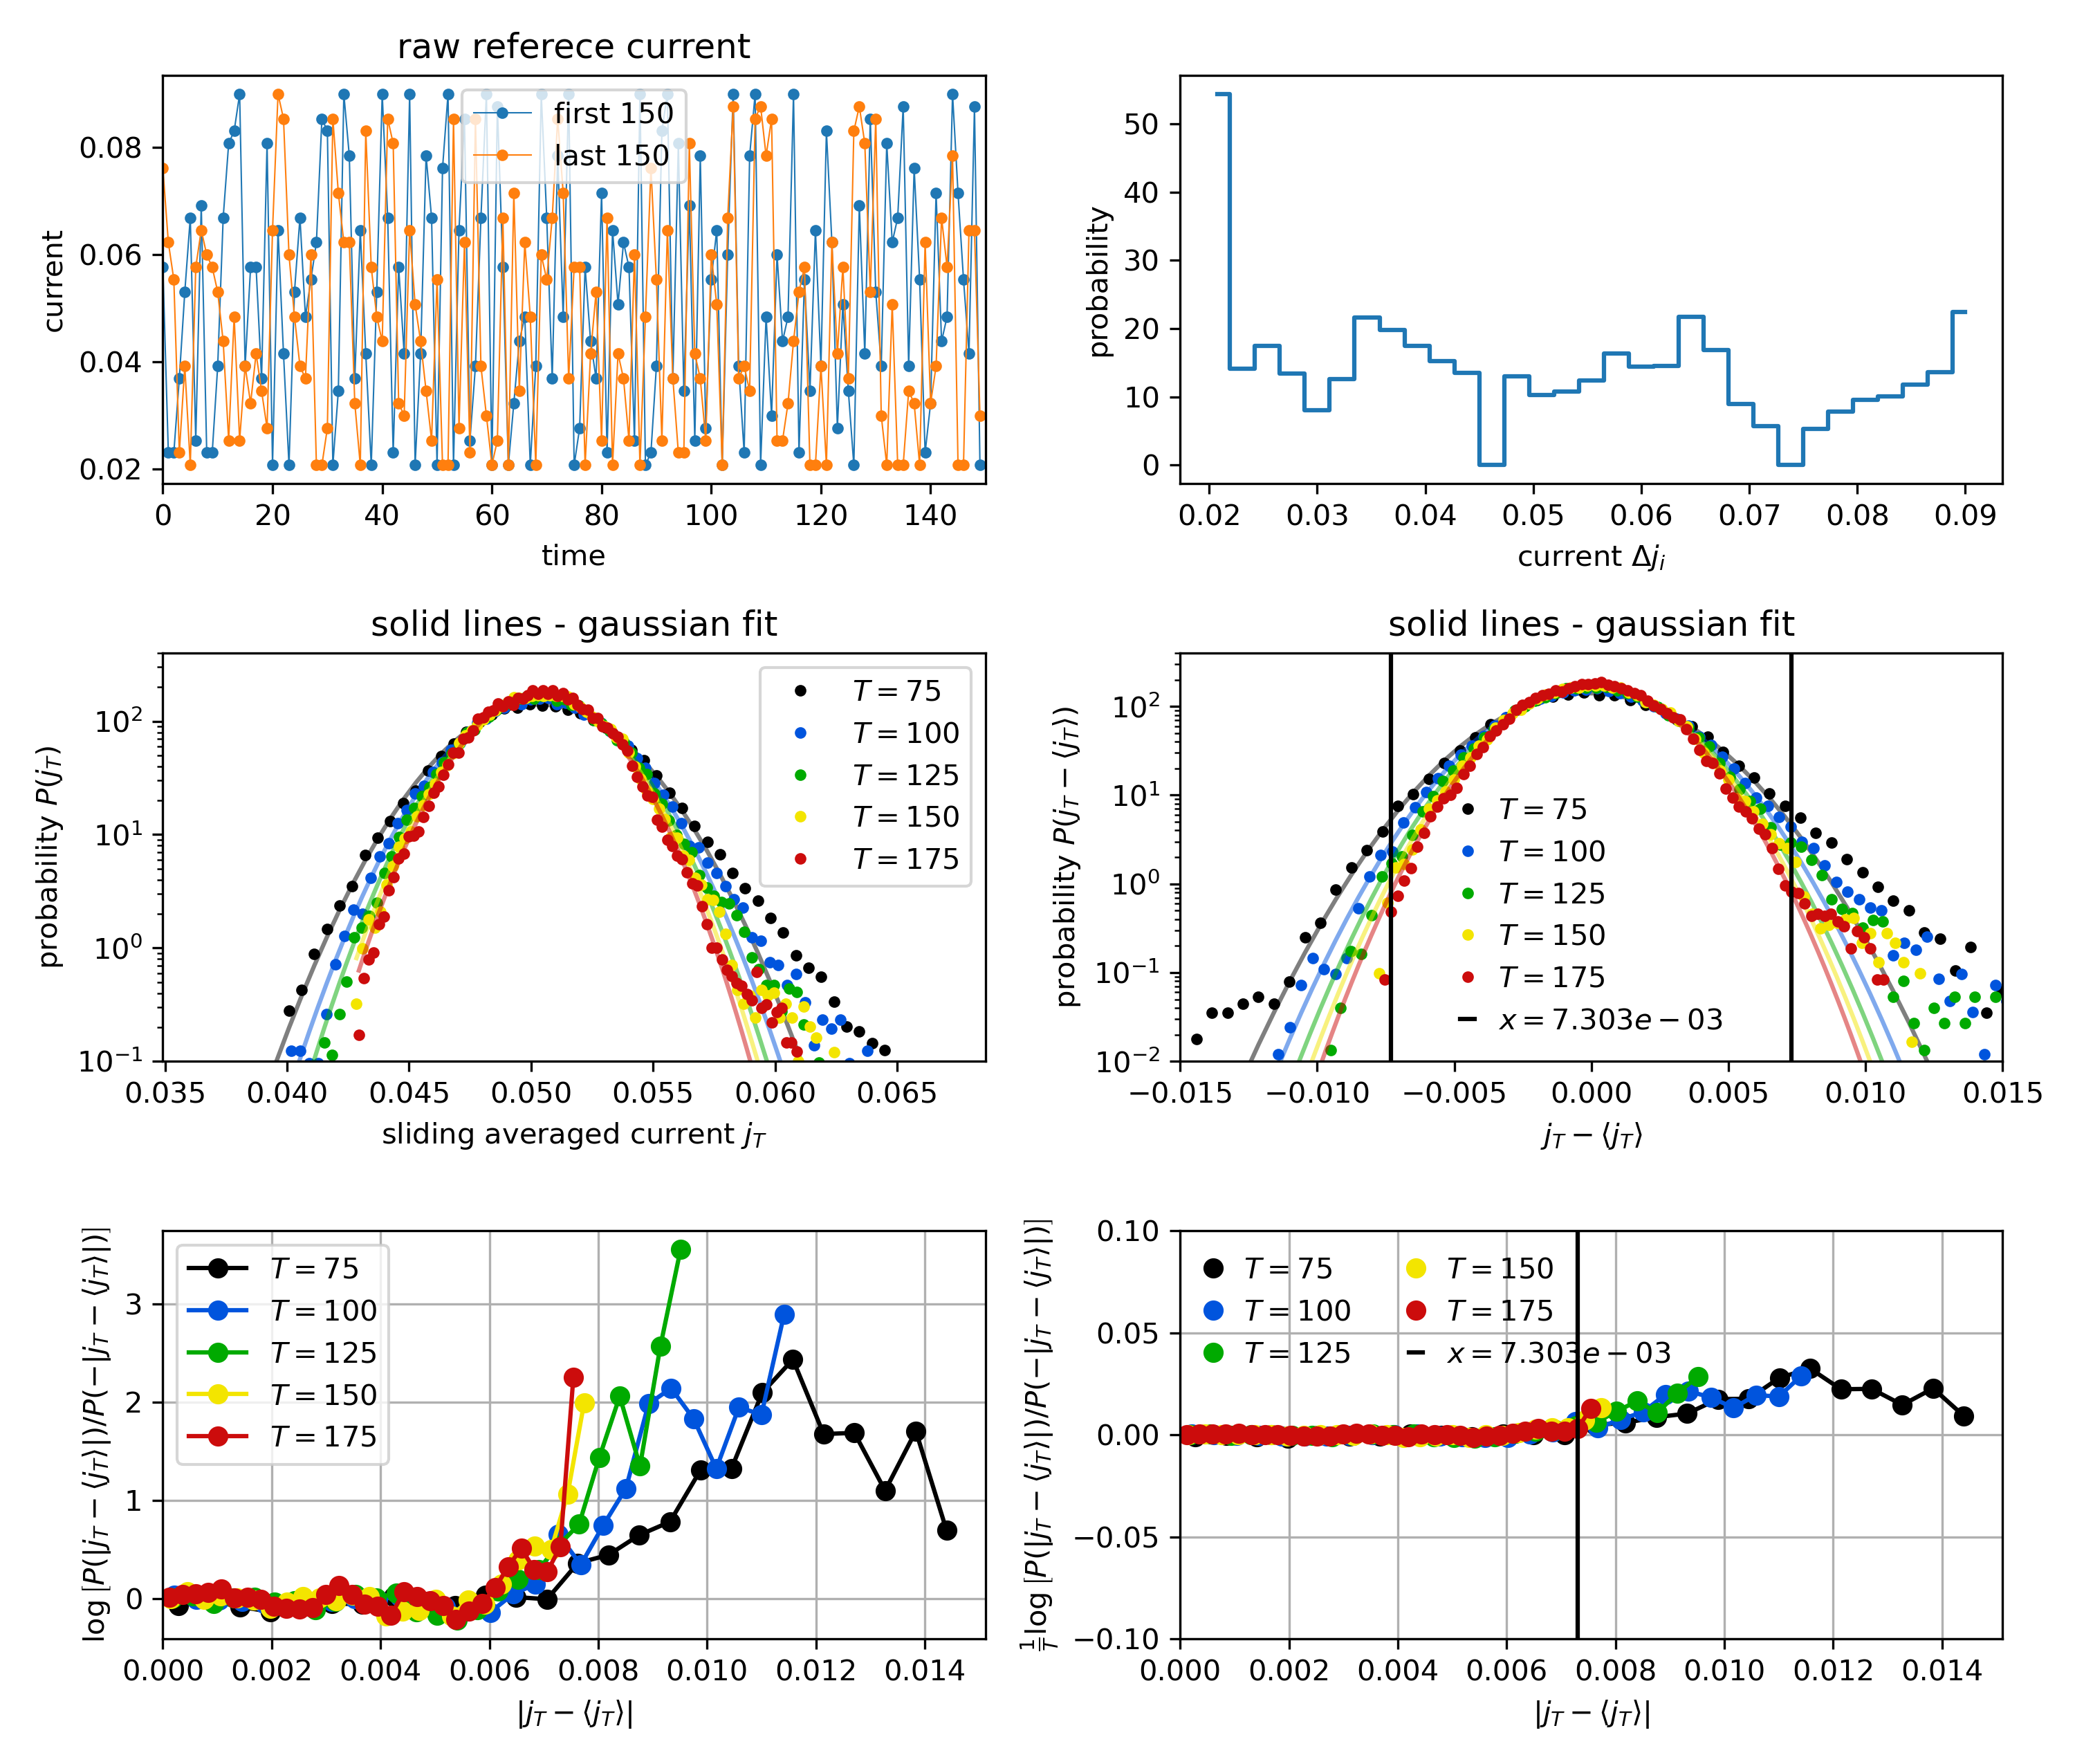 raw referece current
first 150
last 150
current
0.08
0.06
0.04
0.02
0 20 40 60 80 100 120 140
time
probability
50
40
30
20
10
0
0.02 0.03 0.04 0.05 0.06 0.07 0.08 0.09
current Δj_i
solid lines - gaussian fit
T = 75
T = 100
T = 125
T = 150
T = 175
probability P(j_T)
10^2
10^1
10^0
10^−1
0.035 0.040 0.045 0.050 0.055 0.060 0.065
sliding averaged current j_T
solid lines - gaussian fit
T = 75
T = 100
T = 125
T = 150
T = 175
x = 7.303e − 03
probability P(j_T − ⟨j_T⟩)
10^2
10^1
10^0
10^−1
10^−2
−0.015 −0.010 −0.005 0.000 0.005 0.010 0.015
j_T − ⟨j_T⟩
T = 75
T = 100
T = 125
T = 150
T = 175
log [P(|j_T − ⟨j_T⟩|)/P(−|j_T − ⟨j_T⟩|)]
3
2
1
0
0.000 0.002 0.004 0.006 0.008 0.010 0.012 0.014
|j_T − ⟨j_T⟩|
T = 75 T = 150
T = 100 T = 175
T = 125 x = 7.303e − 03
1/T log [P(|j_T − ⟨j_T⟩|)/P(−|j_T − ⟨j_T⟩|)]
0.10
0.05
0.00
−0.05
−0.10
0.000 0.002 0.004 0.006 0.008 0.010 0.012 0.014
|j_T − ⟨j_T⟩|